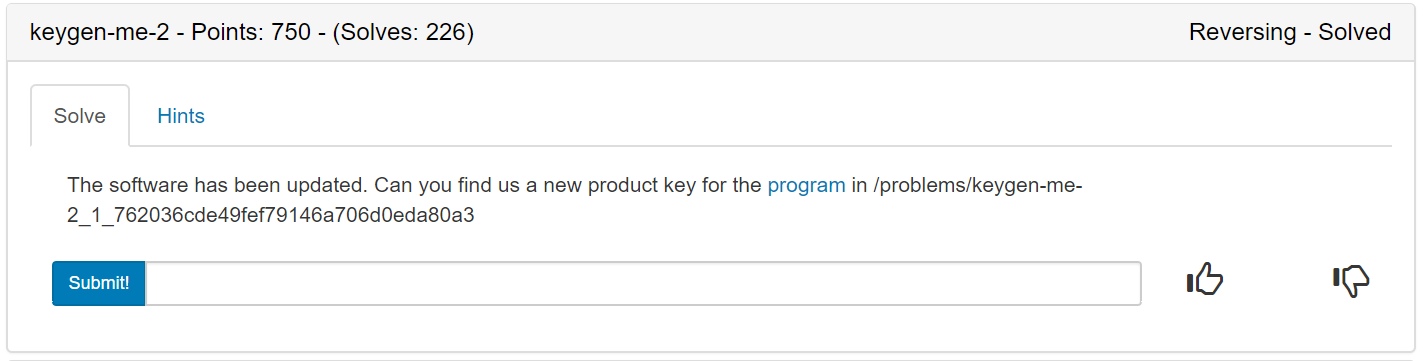 keygen-me-2 - Points: 750 - (Solves: 226) Reversing - Solved
Solve Hints
The software has been updated. Can you find us a new product key for the program in /problems/keygen-me-
2_1_762036cde49fef79146a706d0eda80a3
Submit!